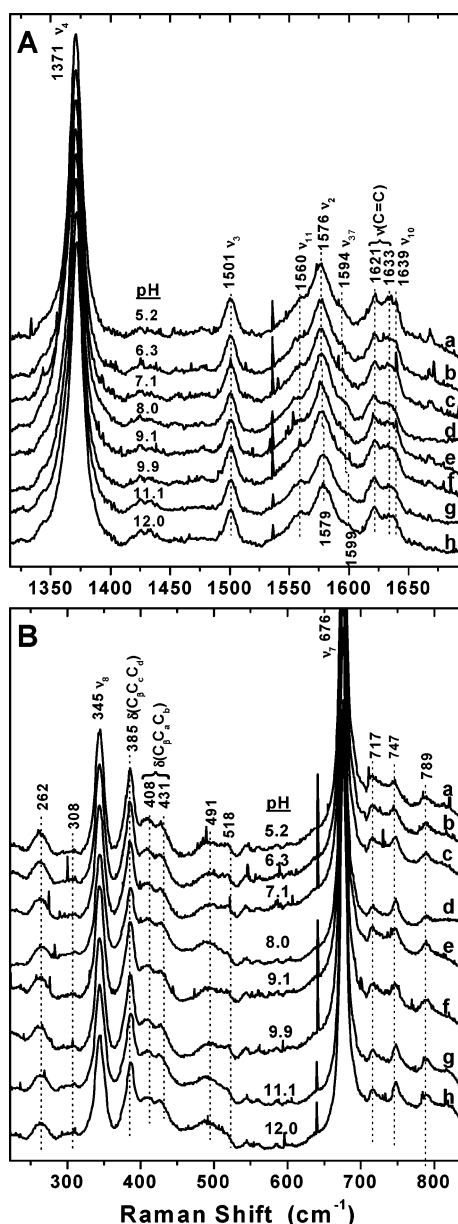 A
1371 ν4
1501 ν3
1560 ν11
1576 ν2
1594 ν37
1621 } ν(C=C)
1633
1639 ν10
pH
5.2
6.3
7.1
8.0
9.1
9.9
11.1
12.0
a
b
c
d
e
f
g
h
1579
1599
1350 1400 1450 1500 1550 1600 1650
B
262
308
345 ν8
385 δ(CβCcCd)
408 } δ(CβCaCb)
431
491
518
ν7 676
717
747
789
pH
5.2
6.3
7.1
8.0
9.1
9.9
11.1
12.0
a
b
c
d
e
f
g
h
300 400 500 600 700 800
Raman Shift (cm-1)